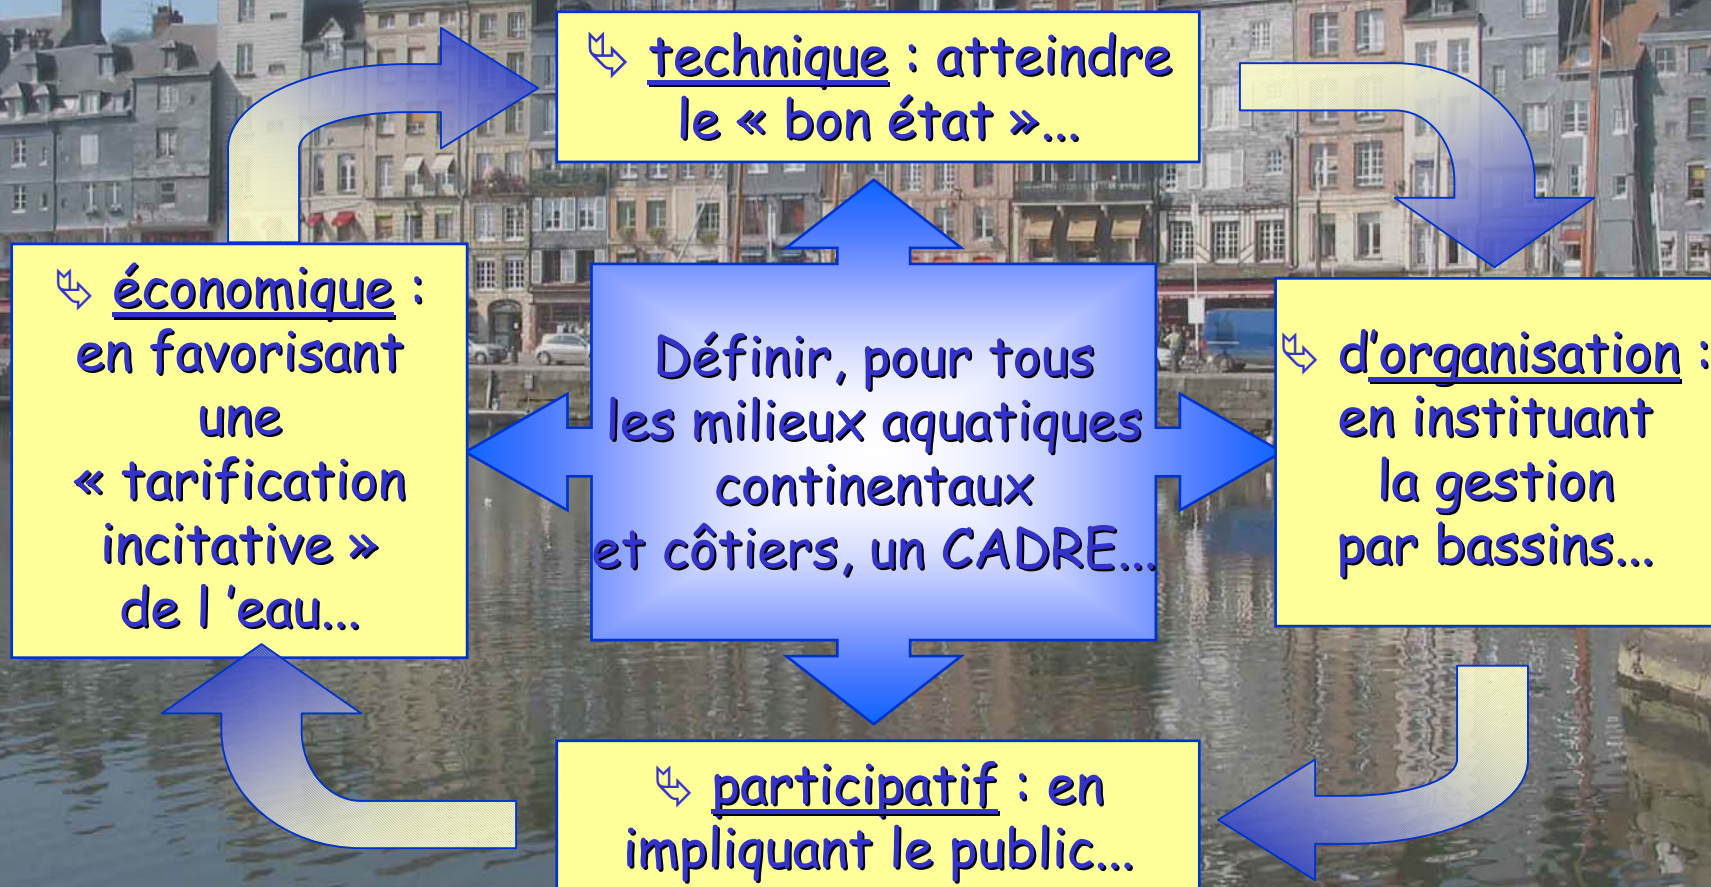 technique : atteindre
le « bon état »...
économique :
en favorisant
une
« tarification
incitative »
de l ’eau...
Définir, pour tous
les milieux aquatiques
continentaux
et côtiers, un CADRE...
d’organisation :
en instituant
la gestion
par bassins...
participatif : en
impliquant le public...